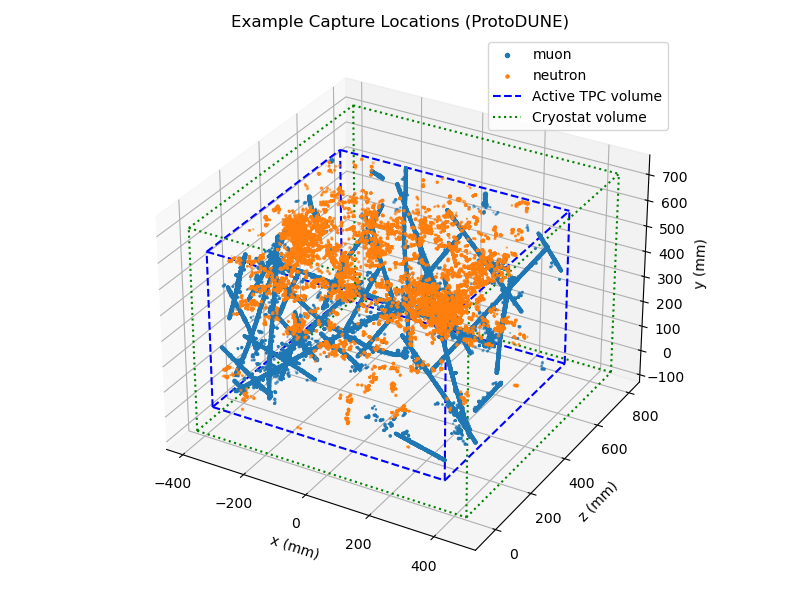 Example Capture Locations (ProtoDUNE)
muon
neutron
Active TPC volume
Cryostat volume
700
600
500
400
300
200
100
0
−100
y (mm)
−400
−200
0
200
400
x (mm)
0
200
400
600
800
z (mm)